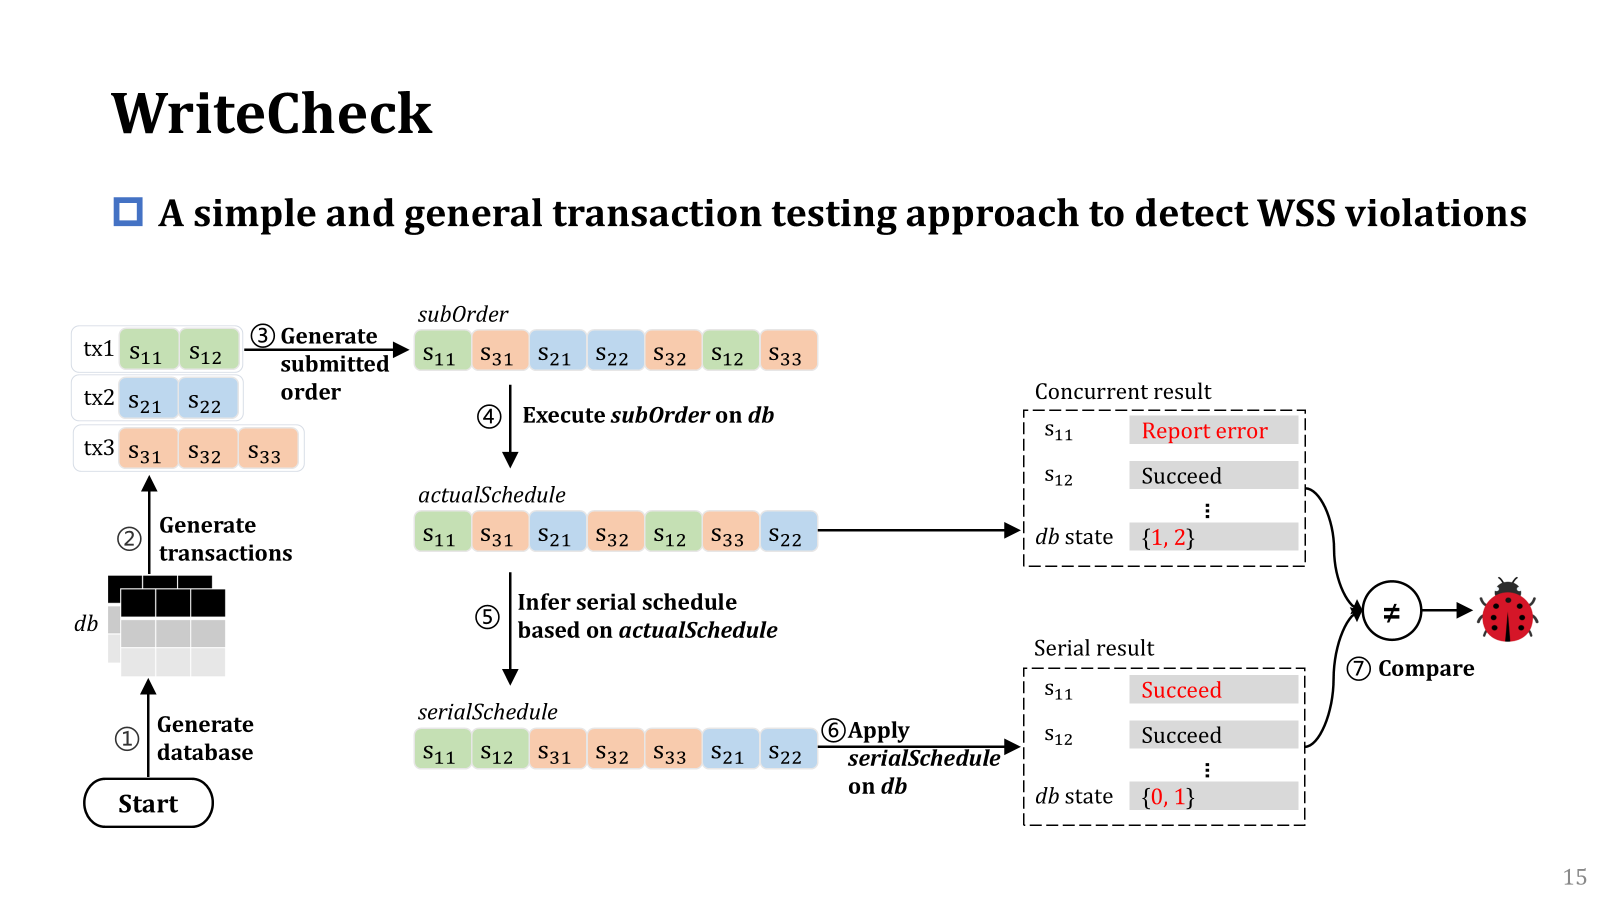 WriteCheck
A simple and general transaction testing approach to detect WSS violations
tx1 s11 s12
tx2 s21 s22
tx3 s31 s32 s33
③ Generate
submitted
order
subOrder
s11 s31 s21 s22 s32 s12 s33
④ Execute subOrder on db
actualSchedule
s11 s31 s21 s32 s12 s33 s22
⑤ Infer serial schedule
based on actualSchedule
serialSchedule
s11 s12 s31 s32 s33 s21 s22
② Generate
transactions
db
① Generate
database
Start
⑥ Apply
serialSchedule
on db
Concurrent result
s11 Report error
s12 Succeed
⋮
db state {1, 2}
Serial result
s11 Succeed
s12 Succeed
⋮
db state {0, 1}
≠
⑦ Compare
15